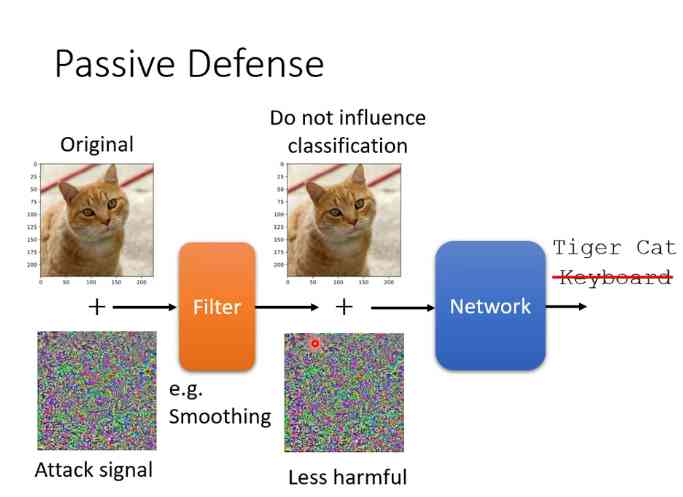 Passive Defense
Original
Do not influence
classification
0
25
50
75
100
125
150
175
200
0 50 100 150 200
0
25
50
75
100
125
150
175
200
0 50 100 150 200
+
Filter
+
Network
Tiger Cat
Keyboard
e.g.
Smoothing
Attack signal
Less harmful